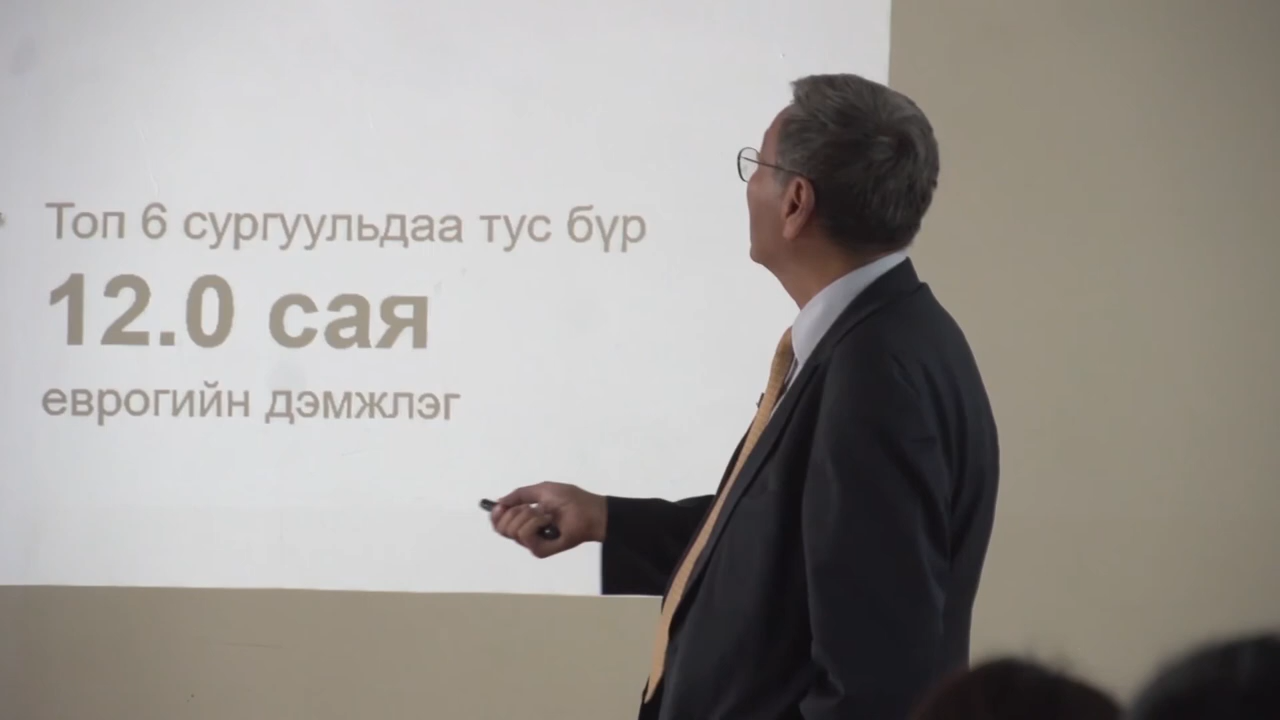 Топ 6 сургуульдаа тус бүр
12.0 сая
еврогийн дэмжлэг